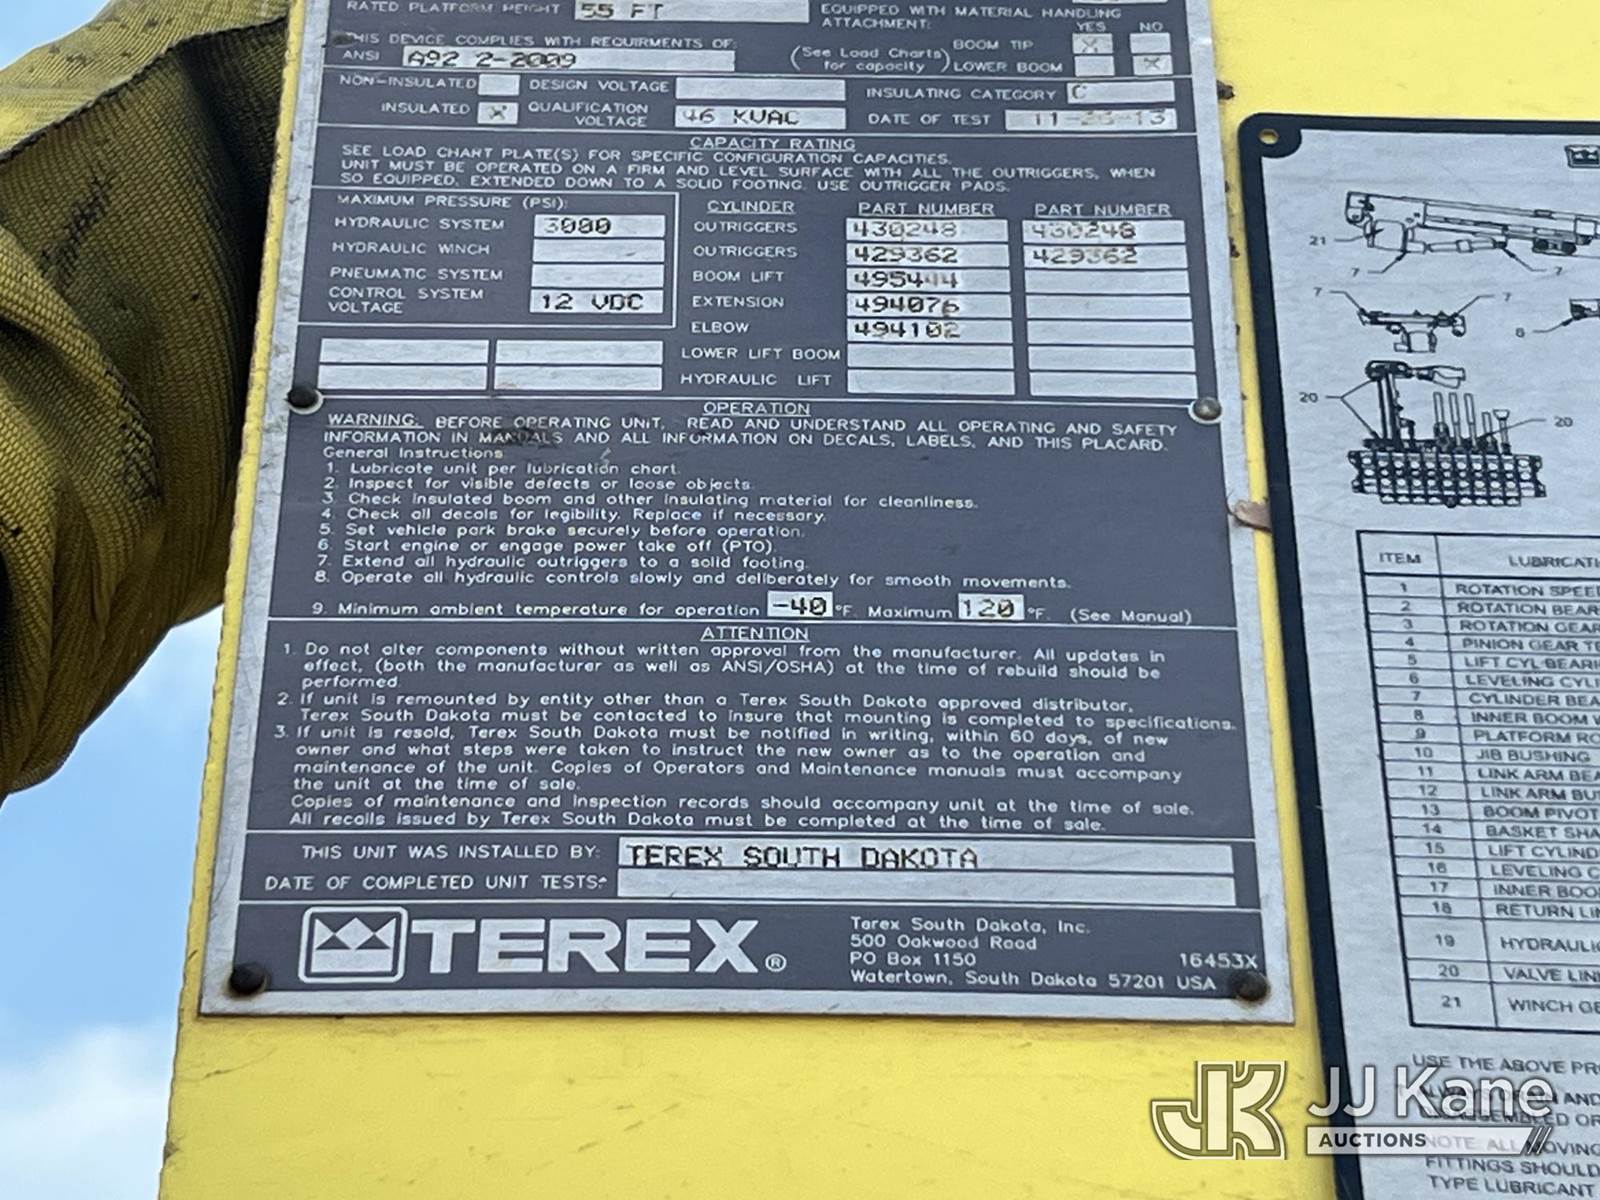 RATED PLATFORM HEIGHT 55 FT
EQUIPPED WITH MATERIAL HANDLING
ATTACHMENT: YES NO
THIS DEVICE COMPLIES WITH REQUIRMENTS OF:
ANSI A92 2-2009
(See Load Charts for capacity)
BOOM TIP X
LOWER BOOM X
NON-INSULATED DESIGN VOLTAGE
INSULATING CATEGORY C
INSULATED X QUALIFICATION VOLTAGE 46 KVAC
DATE OF TEST
CAPACITY RATING
SEE LOAD CHART PLATE(S) FOR SPECIFIC CONFIGURATION CAPACITIES.
UNIT MUST BE OPERATED ON A FIRM AND LEVEL SURFACE WITH ALL THE OUTRIGGERS, WHEN
SO EQUIPPED, EXTENDED DOWN TO A SOLID FOOTING. USE OUTRIGGER PADS.
MAXIMUM PRESSURE (PSI):
HYDRAULIC SYSTEM 3000
HYDRAULIC WINCH
PNEUMATIC SYSTEM
CONTROL SYSTEM
VOLTAGE 12 VDC
CYLINDER PART NUMBER PART NUMBER
OUTRIGGERS 430248 430248
OUTRIGGERS 429362 429362
BOOM LIFT 495444
EXTENSION 494076
ELBOW 494102
LOWER LIFT BOOM
HYDRAULIC LIFT
OPERATION
WARNING: BEFORE OPERATING UNIT, READ AND UNDERSTAND ALL OPERATING AND SAFETY
INFORMATION IN MANUALS AND ALL INFORMATION ON DECALS, LABELS, AND THIS PLACARD.
General Instructions
1. Lubricate unit per lubrication chart.
2. Inspect for visible defects or loose objects.
3. Check insulated boom and other insulating material for cleanliness.
4. Check all decals for legibility. Replace if necessary.
5. Set vehicle park brake securely before operation.
6. Start engine or engage power take off (PTO).
7. Extend all hydraulic outriggers to a solid footing.
8. Operate all hydraulic controls slowly and deliberately for smooth movements.
9. Minimum ambient temperature for operation -40 °F. Maximum 120 °F. (See Manual)
ATTENTION
1. Do not alter components without written approval from the manufacturer. All updates in
effect, (both the manufacturer as well as ANSI/OSHA) at the time of rebuild should be
performed.
2. If unit is remounted by entity other than a Terex South Dakota approved distributor,
Terex South Dakota must be contacted to insure that mounting is completed to specifications.
3. If unit is resold, Terex South Dakota must be notified in writing, within 60 days, of new
owner and what steps were taken to instruct the new owner as to the operation and
maintenance of the unit. Copies of Operators and Maintenance manuals must accompany
the unit at the time of sale.
Copies of maintenance and inspection records should accompany unit at the time of sale.
All recalls issued by Terex South Dakota must be completed at the time of sale.
THIS UNIT WAS INSTALLED BY: TEREX SOUTH DAKOTA
DATE OF COMPLETED UNIT TESTS:
TEREX®
Terex South Dakota, Inc.
500 Oakwood Road
PO Box 1150
Watertown, South Dakota 57201 USA
16453X
21
7 7
7 7
8
20 20
ITEM LUBRICATI
1 ROTATION SPEE
2 ROTATION BEAR
3 ROTATION GEAR
4 PINION GEAR TE
5 LIFT CYL-BEARI
6 LEVELING CYLI
7 CYLINDER BEA
8 INNER BOOM W
9 PLATFORM RO
10 JIB BUSHING
11 LINK ARM BEA
12 LINK ARM BU
13 BOOM PIVOT
14 BASKET SHA
15 LIFT CYLIND
16 LEVELING C
17 INNER BOO
18 RETURN LI
19 HYDRAULI
20 VALVE LIN
21 WINCH GE
USE THE ABOVE PR
AND
OR
NOTE: ALL MOVING
FITTINGS SHOULD
TYPE LUBRICANT
JK JJ Kane
AUCTIONS